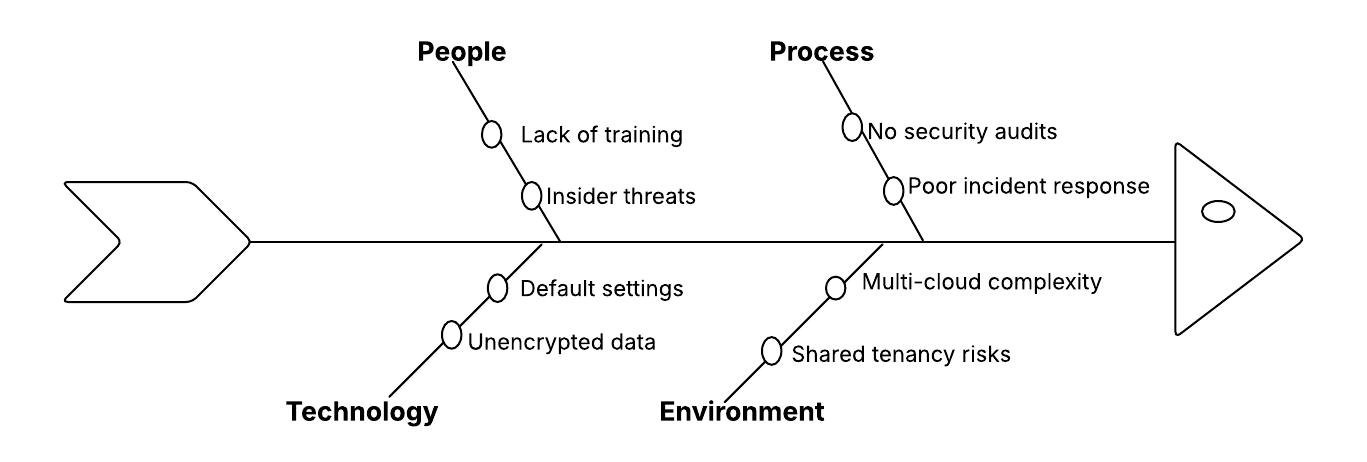 People
Process
Lack of training
No security audits
Insider threats
Poor incident response
Default settings
Multi-cloud complexity
Unencrypted data
Shared tenancy risks
Technology
Environment